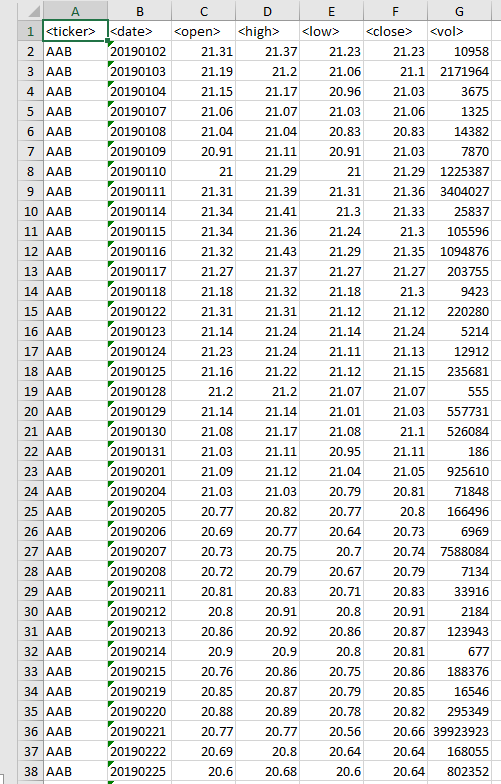 A B C D E F G
1 <ticker> <date> <open> <high> <low> <close> <vol>
2 AAB 20190102 21.31 21.37 21.23 21.23 10958
3 AAB 20190103 21.19 21.2 21.06 21.1 2171964
4 AAB 20190104 21.15 21.17 20.96 21.03 3675
5 AAB 20190107 21.06 21.07 21.03 21.06 1325
6 AAB 20190108 21.04 21.04 20.83 20.83 14382
7 AAB 20190109 20.91 21.11 20.91 21.03 7870
8 AAB 20190110 21 21.29 21 21.29 1225387
9 AAB 20190111 21.31 21.39 21.31 21.36 3404027
10 AAB 20190114 21.34 21.41 21.3 21.33 25837
11 AAB 20190115 21.34 21.36 21.24 21.3 105596
12 AAB 20190116 21.32 21.43 21.29 21.35 1094876
13 AAB 20190117 21.27 21.37 21.27 21.27 203755
14 AAB 20190118 21.18 21.32 21.18 21.3 9423
15 AAB 20190122 21.31 21.31 21.12 21.12 220280
16 AAB 20190123 21.14 21.24 21.14 21.24 5214
17 AAB 20190124 21.23 21.24 21.11 21.13 12912
18 AAB 20190125 21.16 21.22 21.12 21.15 235681
19 AAB 20190128 21.2 21.2 21.07 21.07 555
20 AAB 20190129 21.14 21.14 21.01 21.03 557731
21 AAB 20190130 21.08 21.17 21.08 21.1 526084
22 AAB 20190131 21.03 21.11 20.95 21.11 186
23 AAB 20190201 21.09 21.12 21.04 21.05 925610
24 AAB 20190204 21.03 21.03 20.79 20.81 71848
25 AAB 20190205 20.77 20.82 20.77 20.8 166496
26 AAB 20190206 20.69 20.77 20.64 20.73 6969
27 AAB 20190207 20.73 20.75 20.7 20.74 7588084
28 AAB 20190208 20.72 20.79 20.67 20.79 7134
29 AAB 20190211 20.81 20.83 20.71 20.83 33916
30 AAB 20190212 20.8 20.91 20.8 20.91 2184
31 AAB 20190213 20.86 20.92 20.86 20.87 123943
32 AAB 20190214 20.9 20.9 20.8 20.81 677
33 AAB 20190215 20.76 20.86 20.75 20.86 188376
34 AAB 20190219 20.85 20.87 20.79 20.85 16546
35 AAB 20190220 20.88 20.89 20.78 20.82 295349
36 AAB 20190221 20.77 20.77 20.56 20.66 39923923
37 AAB 20190222 20.69 20.8 20.64 20.64 168055
38 AAB 20190225 20.6 20.68 20.6 20.64 802352